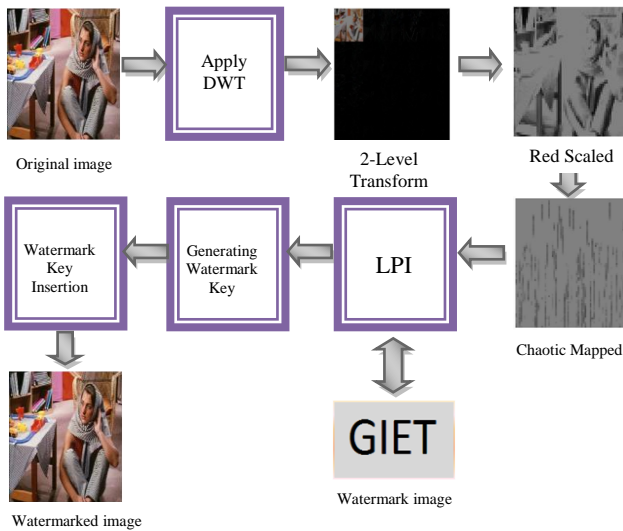 Apply
DWT
Original image
2-Level
Transform
Red Scaled
Watermark
Key
Insertion
Generating
Watermark
Key
LPI
Chaotic Mapped
GIET
Watermark image
Watermarked image